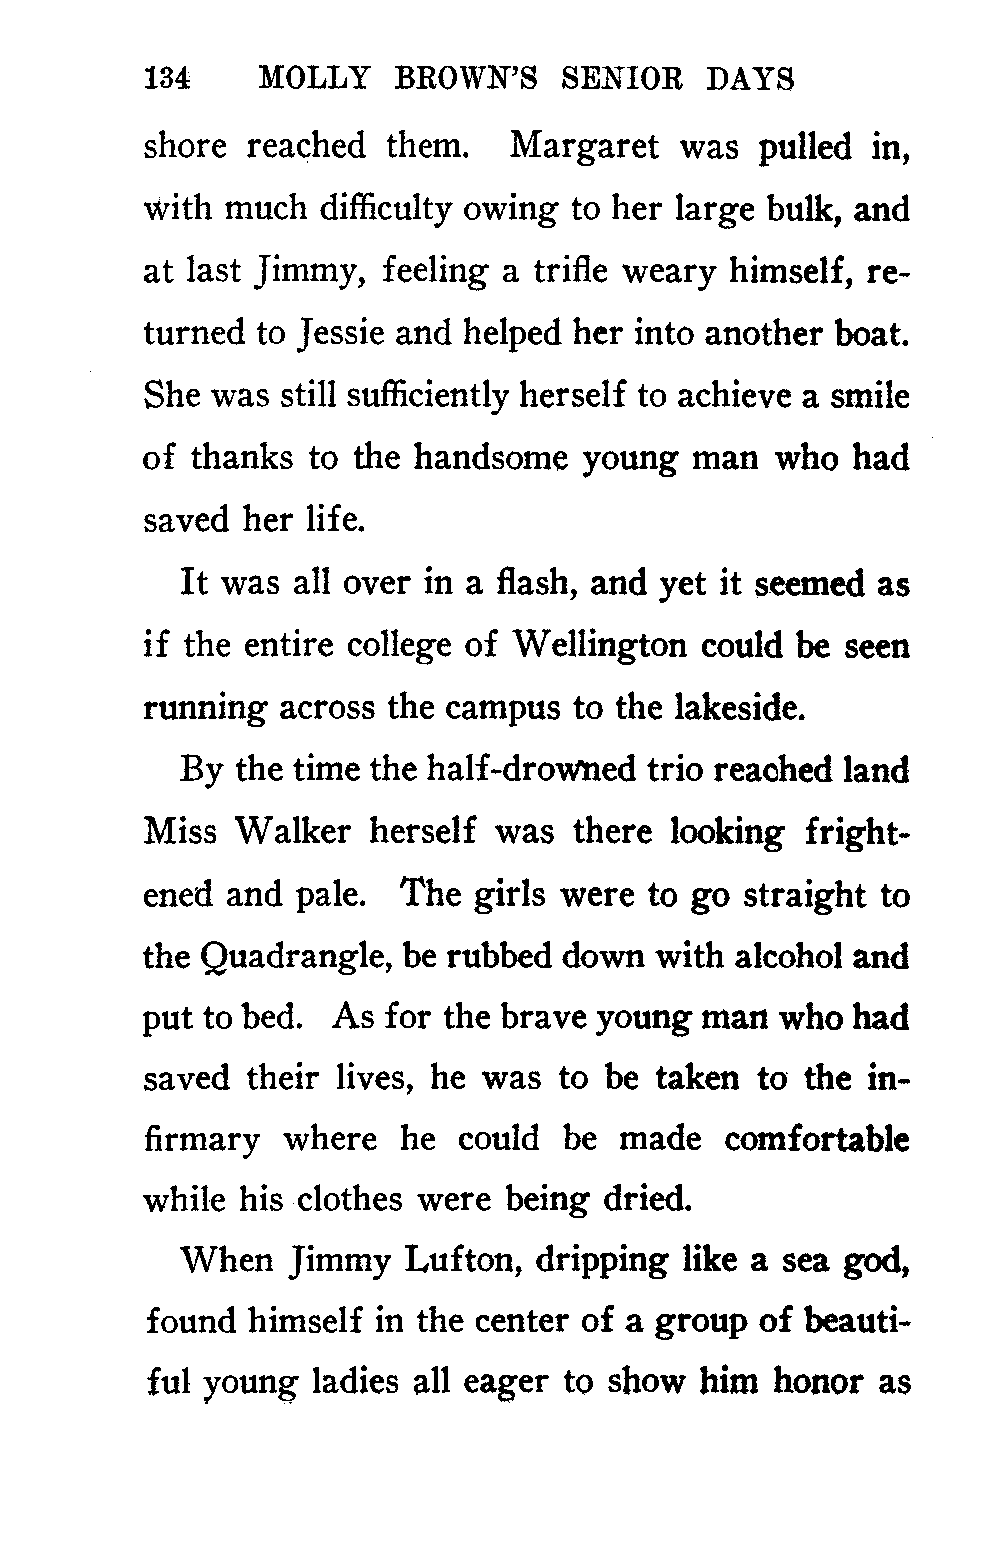 134 MOLLY BROWN'S SENIOR DAYS
shore reached them. Margaret was pulled in,
with much difficulty owing to her large bulk, and
at last Jimmy, feeling a trifle weary himself, re-
turned to Jessie and helped her into another boat.
She was still sufficiently herself to achieve a smile
of thanks to the handsome young man who had
saved her life.
It was all over in a flash, and yet it seemed as
if the entire college of Wellington could be seen
running across the campus to the lakeside.
By the time the half-drowned trio reached land
Miss Walker herself was there looking fright-
ened and pale. The girls were to go straight to
the Quadrangle, be rubbed down with alcohol and
put to bed. As for the brave young man who had
saved their lives, he was to be taken to the in-
firmary where he could be made comfortable
while his clothes were being dried.
When Jimmy Lufton, dripping like a sea god,
found himself in the center of a group of beauti-
ful young ladies all eager to show him honor as